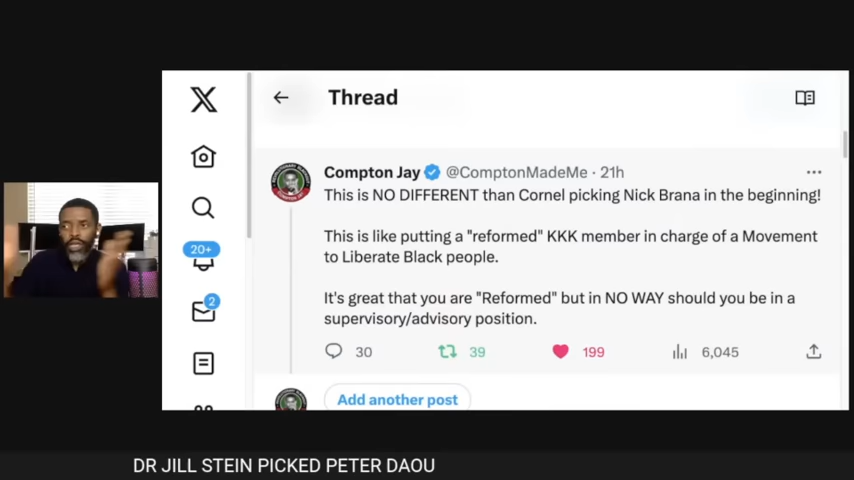 Thread
Compton Jay @ComptonMadeMe · 21h
This is NO DIFFERENT than Cornel picking Nick Brana in the beginning!
This is like putting a "reformed" KKK member in charge of a Movement
to Liberate Black people.
It's great that you are "Reformed" but in NO WAY should you be in a
supervisory/advisory position.
30 39 199 6,045
20+
2
Add another post
DR JILL STEIN PICKED PETER DAOU